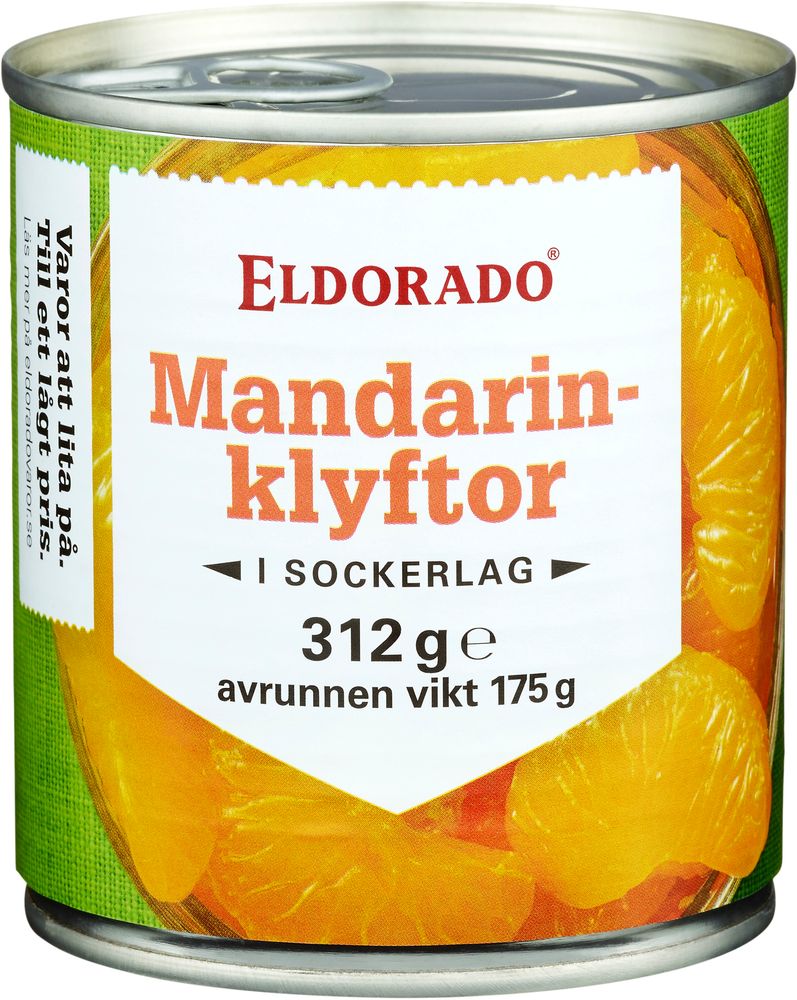 ELDORADO®
Mandarin-
klyftor
I SOCKERLAG
312 g e
avrunnen vikt 175 g
Varor att lita på.
Till ett lågt pris.
Läs mer på eldoradovaror.se